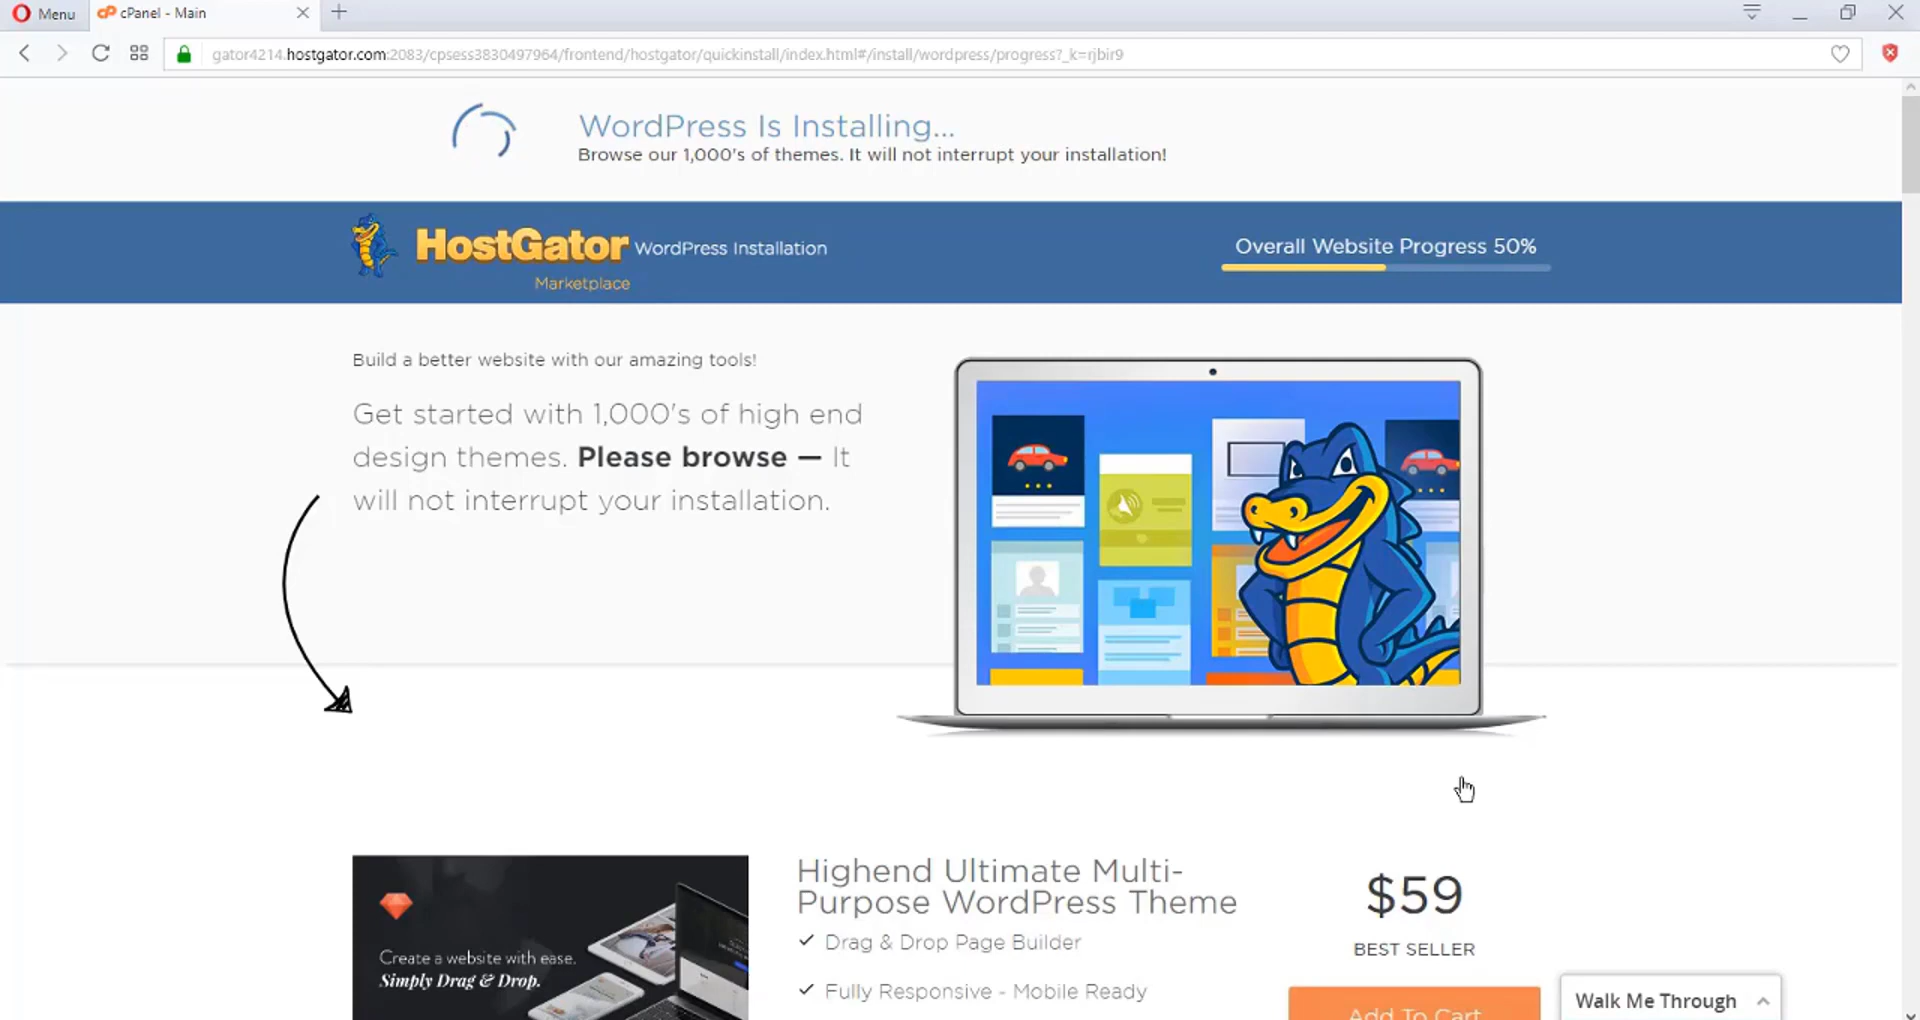 Menu
cPanel - Main
gator4214.hostgator.com:2083/cpsess3830497964/frontend/hostgator/quickinstall/index.html#/install/wordpress/progress?_k=rjbir9
WordPress Is Installing...
Browse our 1,000's of themes. It will not interrupt your installation!
HostGator WordPress Installation
Marketplace
Overall Website Progress 50%
Build a better website with our amazing tools!
Get started with 1,000's of high end
design themes. Please browse — It
will not interrupt your installation.
Create a website with ease.
Simply Drag & Drop.
Highend Ultimate Multi-
Purpose WordPress Theme
✓ Drag & Drop Page Builder
✓ Fully Responsive - Mobile Ready
$59
BEST SELLER
Add To Cart
Walk Me Through